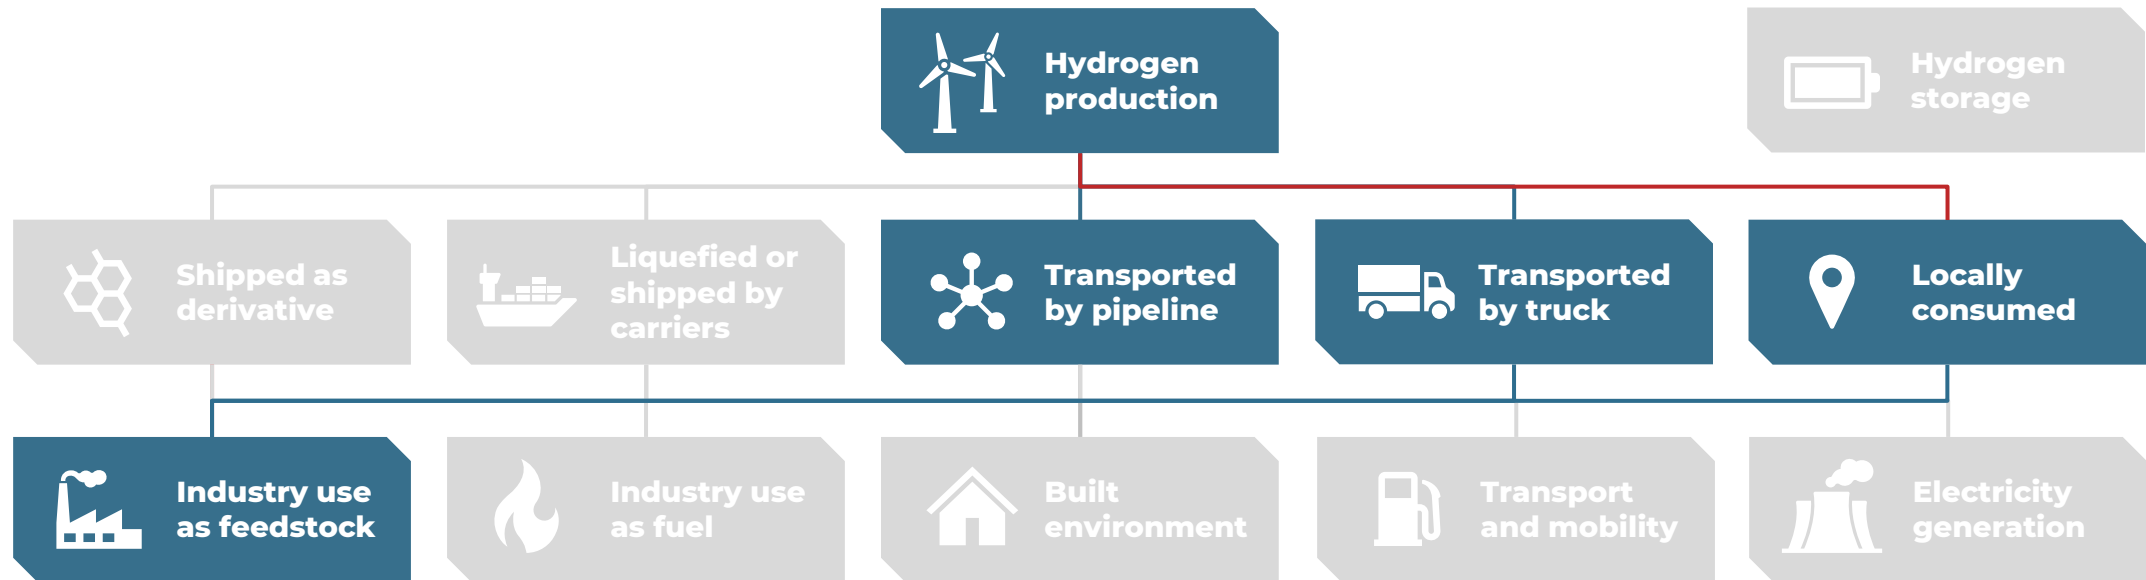 Hydrogen
production
Hydrogen
storage
Shipped as
derivative
Liquefied or
shipped by
carriers
Transported
by pipeline
Transported
by truck
Locally
consumed
Industry use
as feedstock
Industry use
as fuel
Built
environment
Transport
and mobility
Electricity
generation